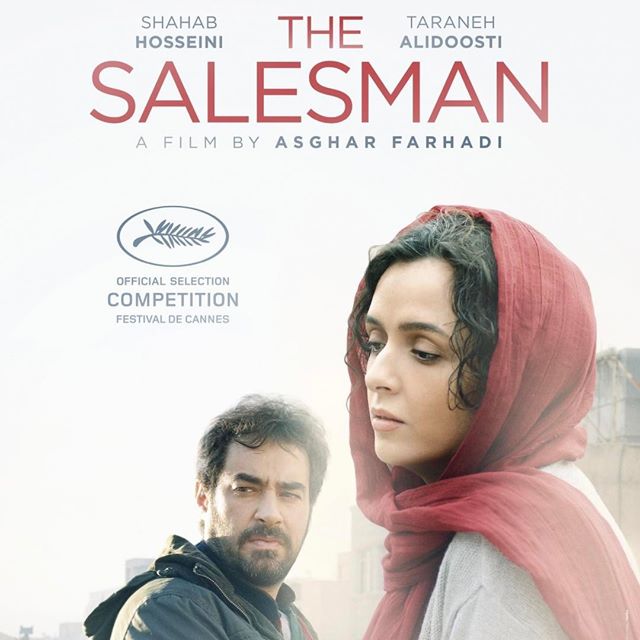 SHAHAB
HOSSEINI
THE
TARANEH
ALIDOOSTI
SALESMAN
A FILM BY ASGHAR FARHADI
OFFICIAL SELECTION
COMPETITION
FESTIVAL DE CANNES